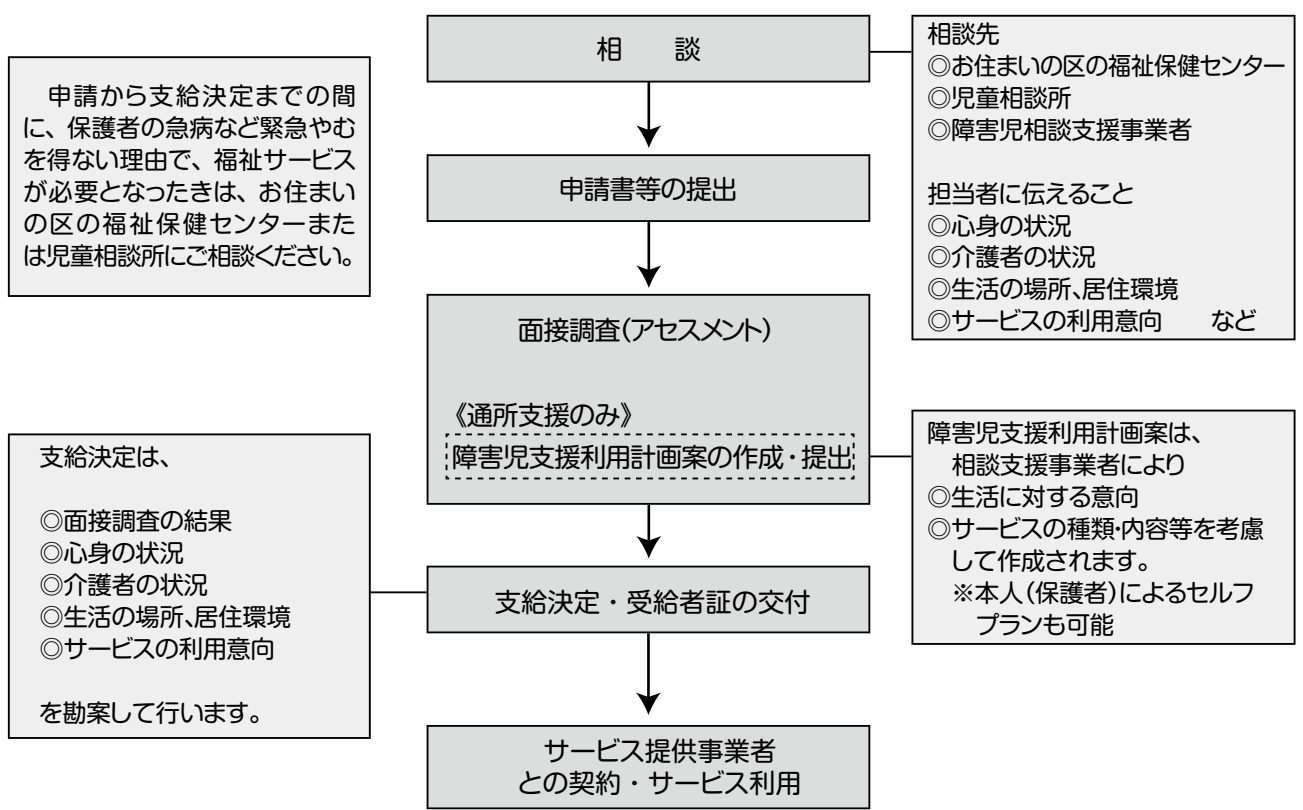 相　　談
相談先
◎お住まいの区の福祉保健センター
◎児童相談所
◎障害児相談支援事業者
担当者に伝えること
◎心身の状況
◎介護者の状況
◎生活の場所、居住環境
◎サービスの利用意向　　など
　申請から支給決定までの間
に、保護者の急病など緊急やむ
を得ない理由で、福祉サービス
が必要となったきは、お住まい
の区の福祉保健センターまた
は児童相談所にご相談ください。
申請書等の提出
面接調査(アセスメント)
《通所支援のみ》
障害児支援利用計画案の作成・提出
障害児支援利用計画案は、
相談支援事業者により
◎生活に対する意向
◎サービスの種類・内容等を考慮
して作成されます。
※本人(保護者)によるセルフ
プランも可能
支給決定は、
◎面接調査の結果
◎心身の状況
◎介護者の状況
◎生活の場所、居住環境
◎サービスの利用意向
を勘案して行います。
支給決定・受給者証の交付
サービス提供事業者
との契約・サービス利用